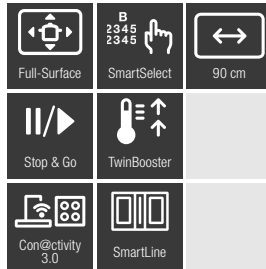 B
2345
2345
Full-Surface
SmartSelect
90 cm
Stop & Go
TwinBooster
Con@ctivity
3.0
SmartLine